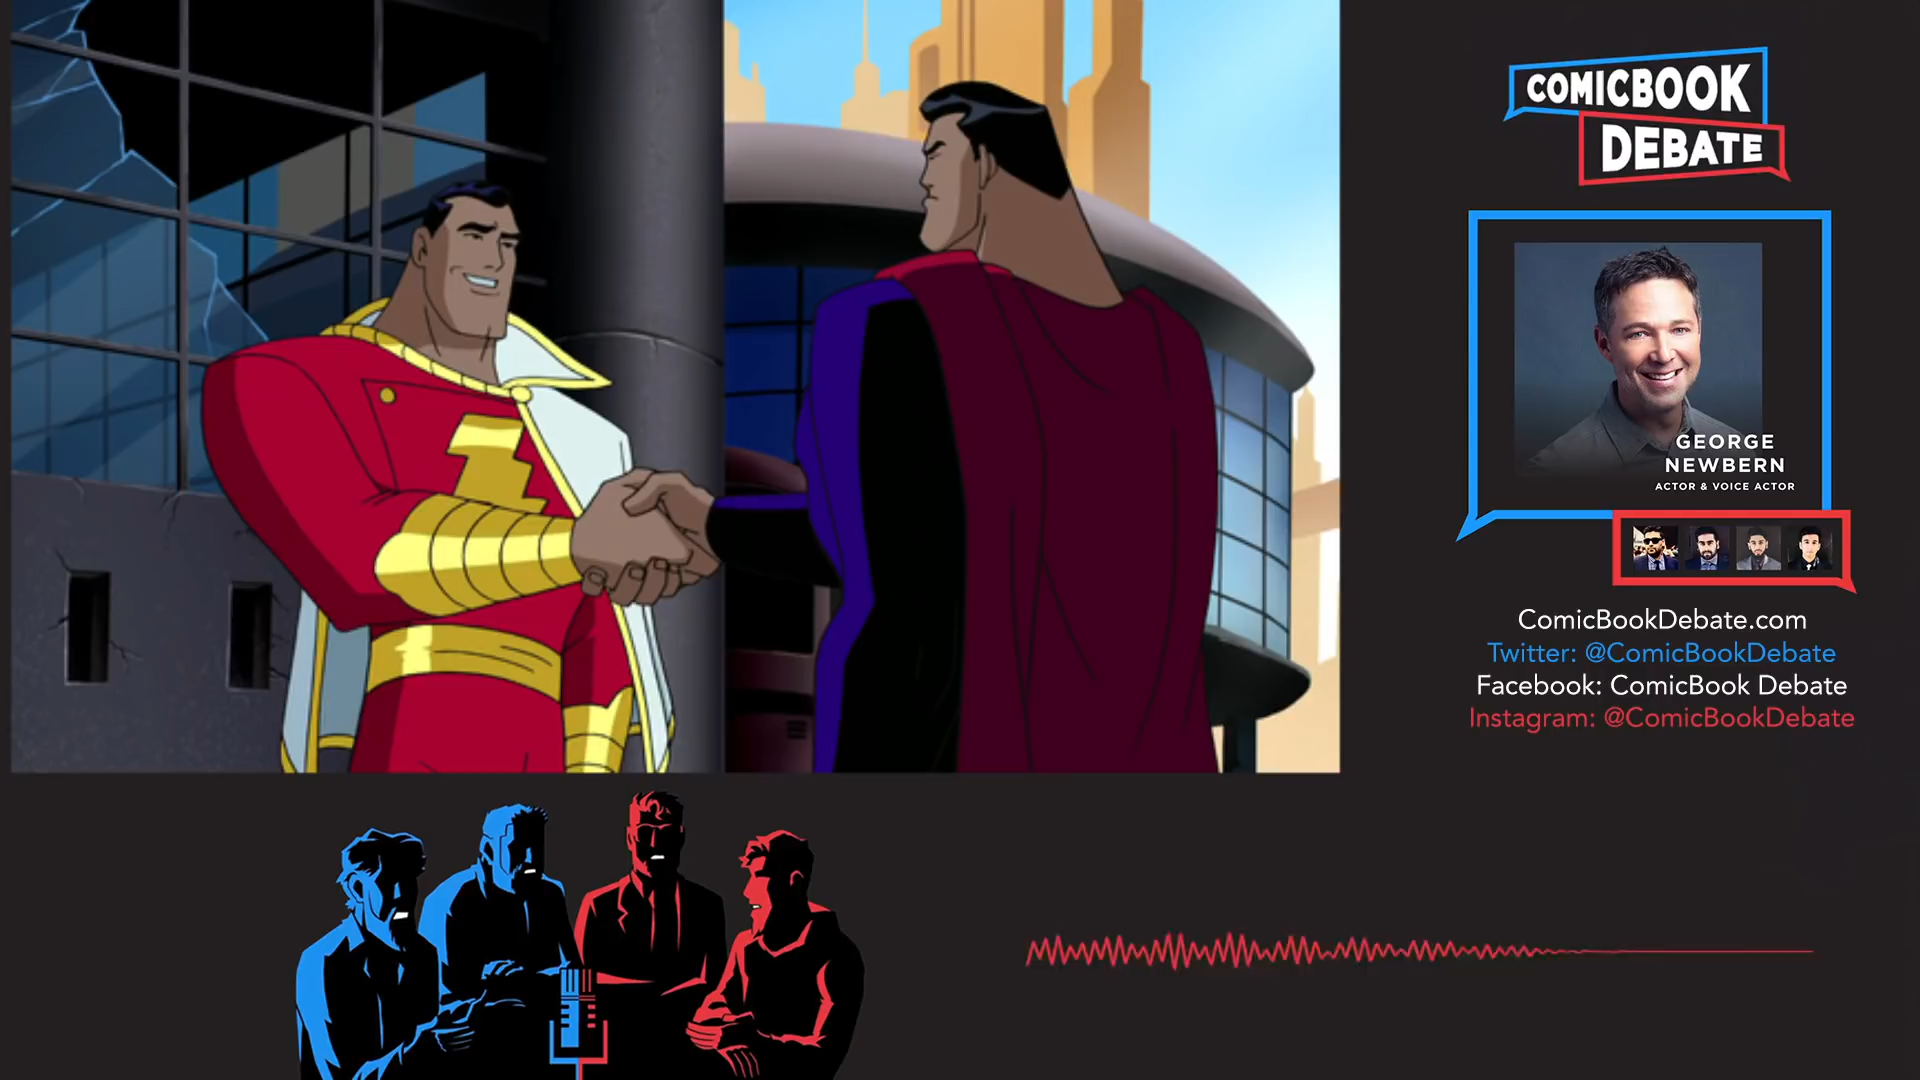 COMICBOOK
DEBATE
GEORGE
NEWBERN
ACTOR & VOICE ACTOR
ComicBookDebate.com
Twitter: @ComicBookDebate
Facebook: ComicBook Debate
Instagram: @ComicBookDebate